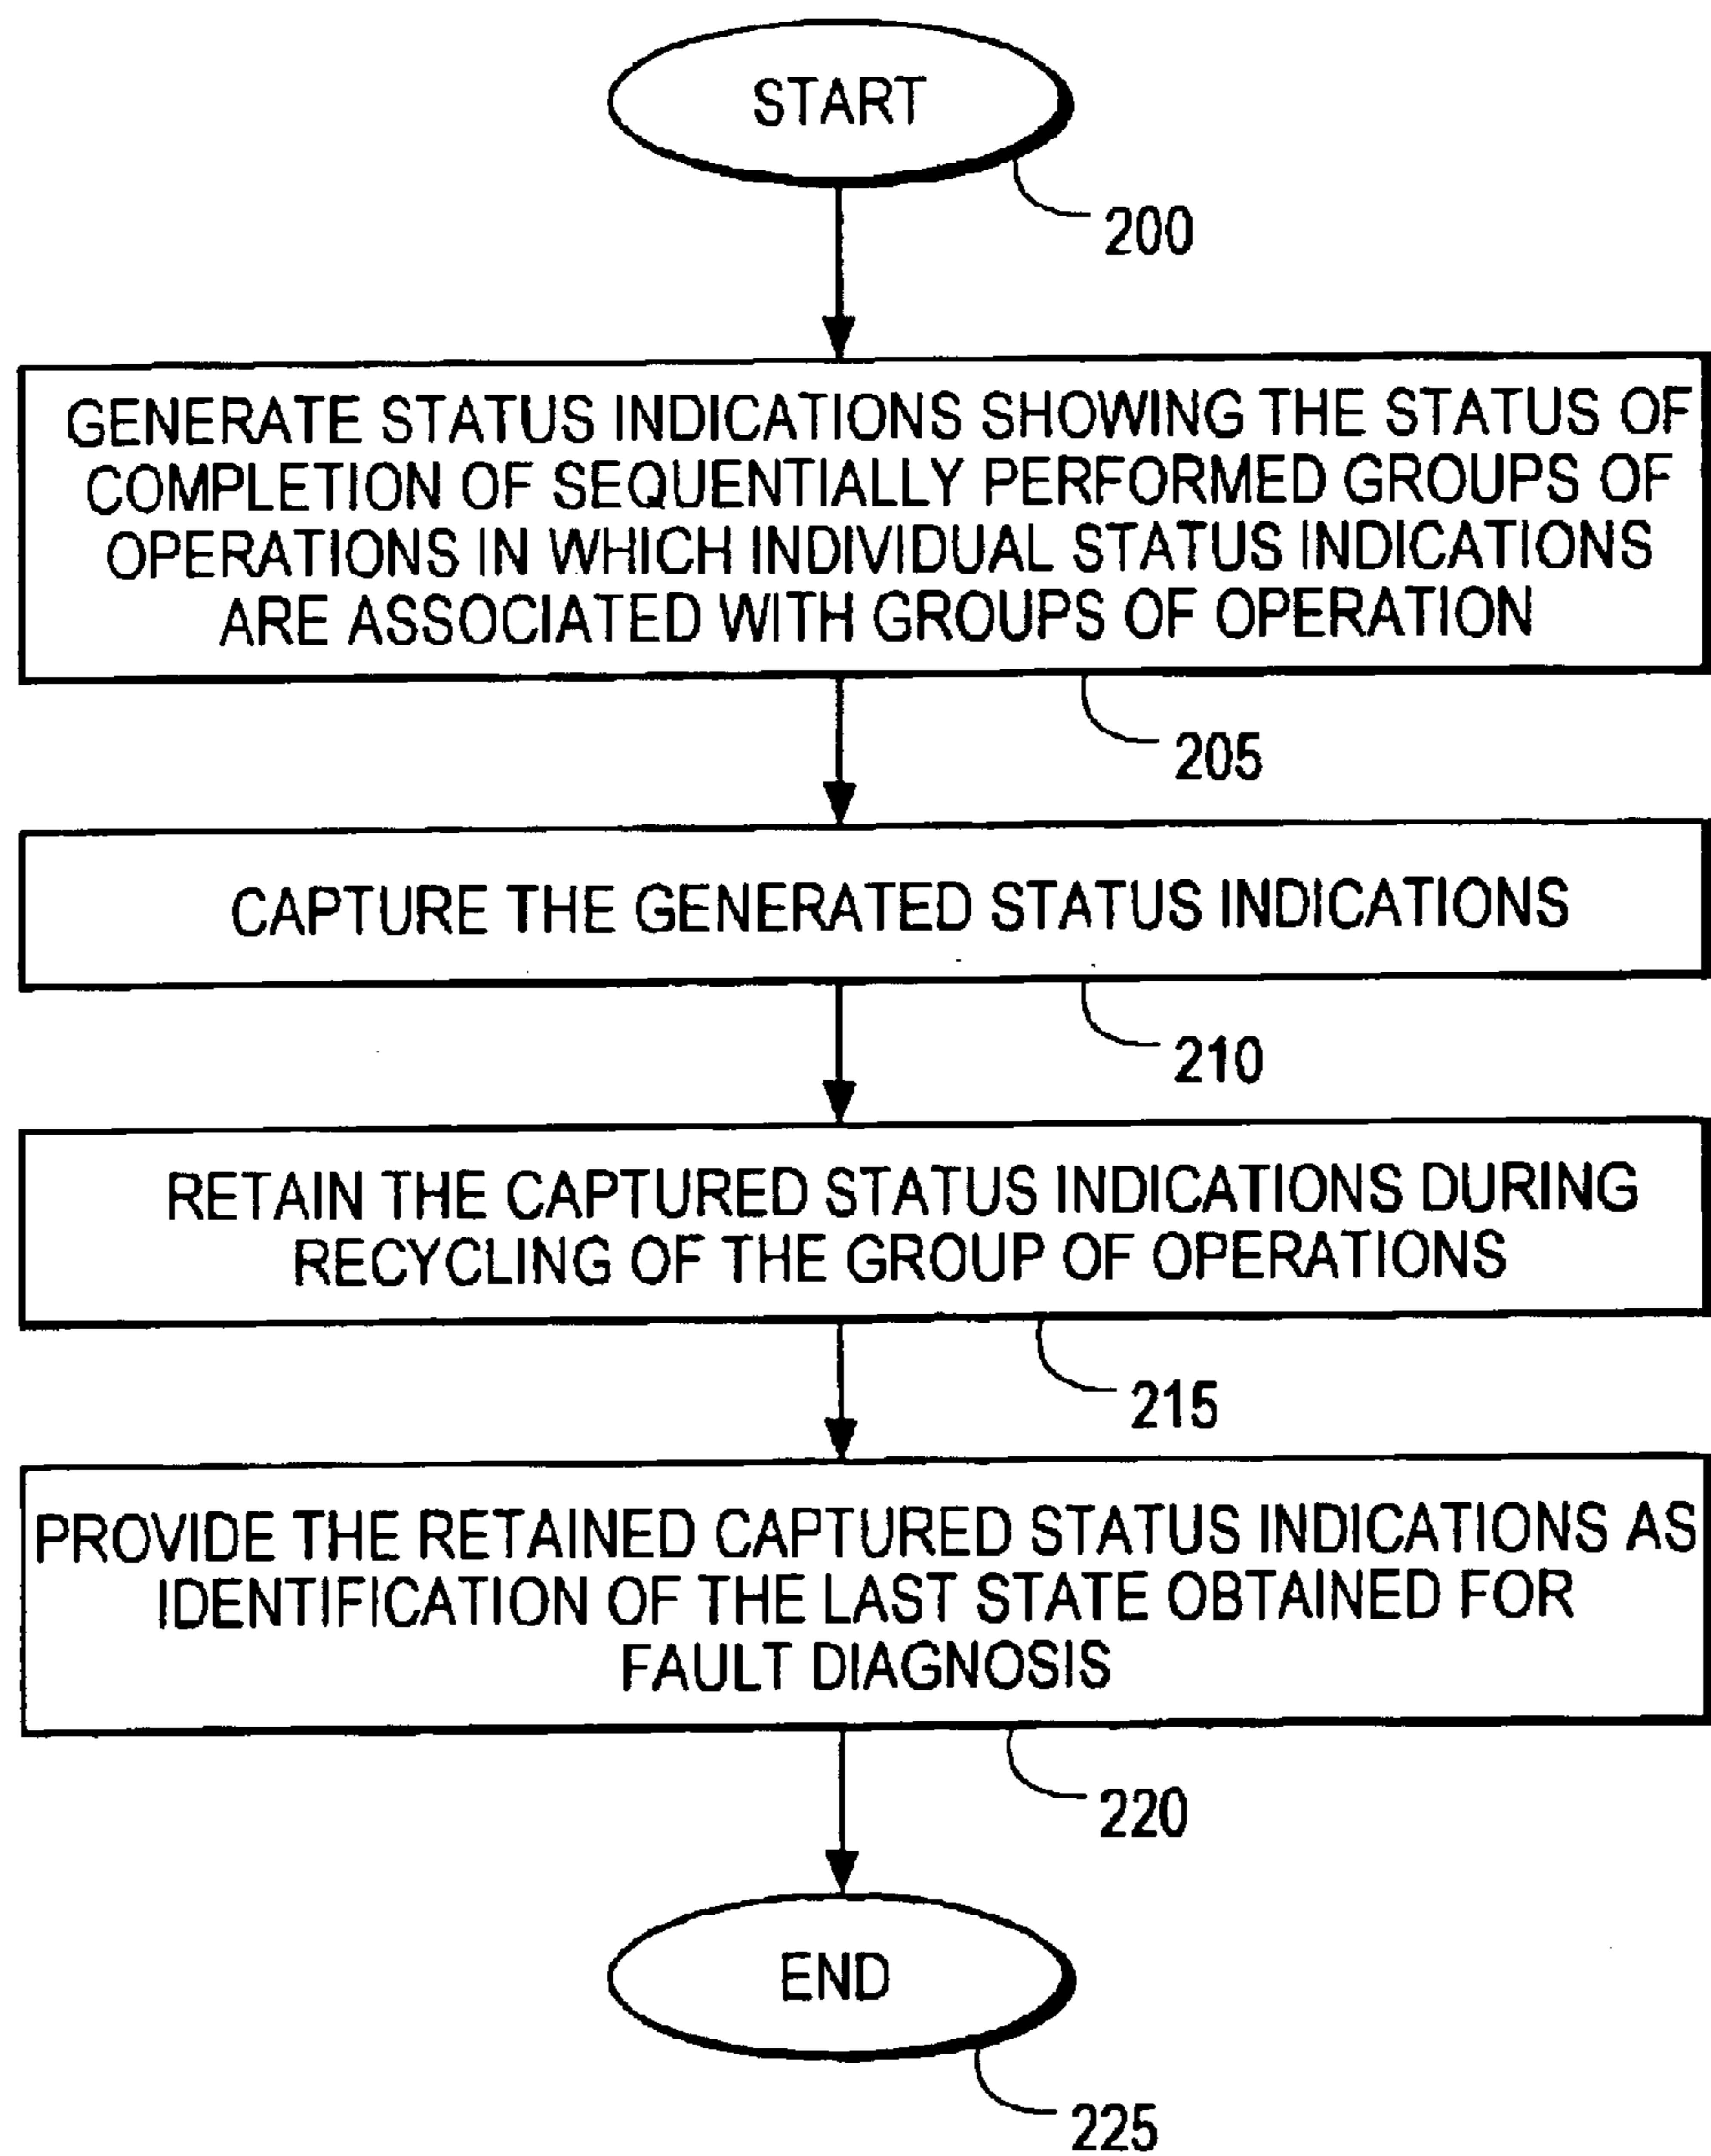 START
200
GENERATE STATUS INDICATIONS SHOWING THE STATUS OF
COMPLETION OF SEQUENTIALLY PERFORMED GROUPS OF
OPERATIONS IN WHICH INDIVIDUAL STATUS INDICATIONS
ARE ASSOCIATED WITH GROUPS OF OPERATION
205
CAPTURE THE GENERATED STATUS INDICATIONS
210
RETAIN THE CAPTURED STATUS INDICATIONS DURING
RECYCLING OF THE GROUP OF OPERATIONS
215
PROVIDE THE RETAINED CAPTURED STATUS INDICATIONS AS
IDENTIFICATION OF THE LAST STATE OBTAINED FOR
FAULT DIAGNOSIS
220
END
225